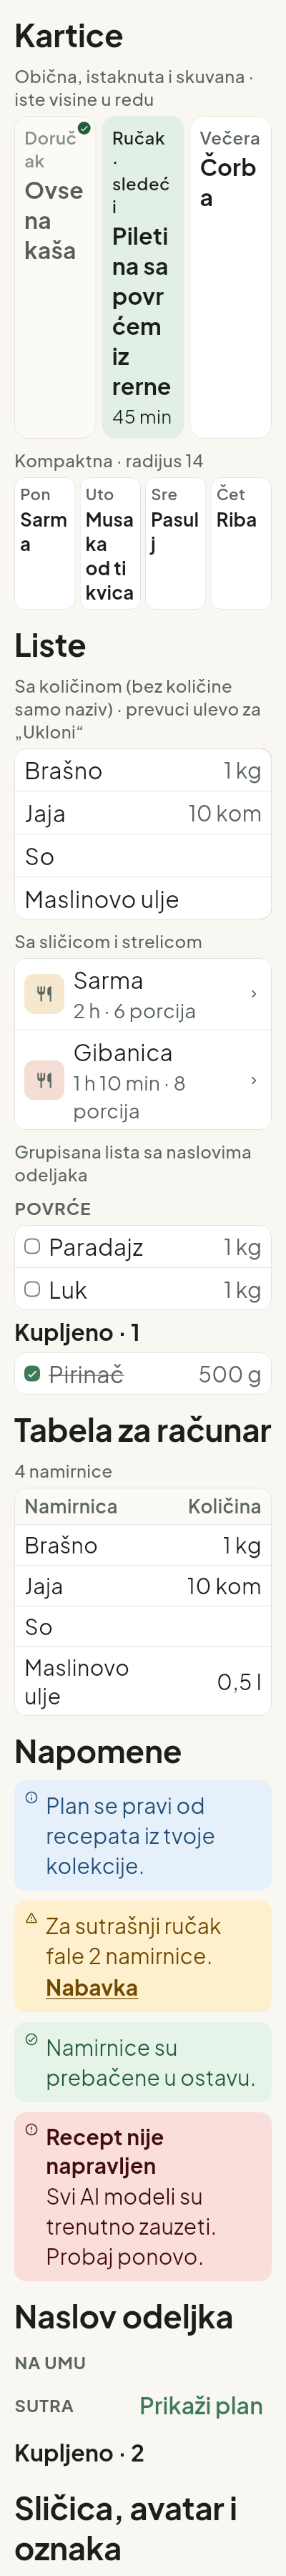 Kartice
Obična, istaknuta i skuvana ·
iste visine u redu
Doruč
ak
Ovse
na
kaša
Ručak
·
sledeć
i
Pileti
na sa
povr
ćem
iz
rerne
45 min
Večera
Čorb
a
Kompaktna · radijus 14
Pon
Sarm
a
Uto
Musa
ka
od ti
kvica
Sre
Pasul
j
Čet
Riba
Liste
Sa količinom (bez količine
samo naziv) · prevuci ulevo za
„Ukloni“
Brašno 1 kg
Jaja 10 kom
So
Maslinovo ulje
Sa sličicom i strelicom
Sarma
2 h · 6 porcija
Gibanica
1 h 10 min · 8
porcija
Grupisana lista sa naslovima
odeljaka
POVRĆE
Paradajz 1 kg
Luk 1 kg
Kupljeno · 1
Pirinač 500 g
Tabela za računar
4 namirnice
Namirnica Količina
Brašno 1 kg
Jaja 10 kom
So
Maslinovo
ulje 0,5 l
Napomene
Plan se pravi od
recepata iz tvoje
kolekcije.
Za sutrašnji ručak
fale 2 namirnice.
Nabavka
Namirnice su
prebačene u ostavu.
Recept nije
napravljen
Svi AI modeli su
trenutno zauzeti.
Probaj ponovo.
Naslov odeljka
NA UMU
SUTRA Prikaži plan
Kupljeno · 2
Sličica, avatar i
oznaka